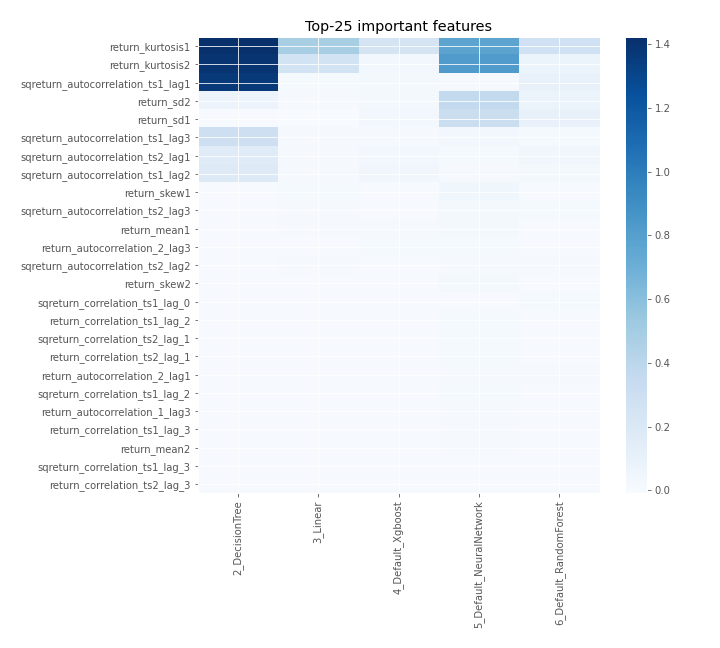 Top-25 important features
return_kurtosis1
return_kurtosis2
sqreturn_autocorrelation_ts1_lag1
return_sd2
return_sd1
sqreturn_autocorrelation_ts1_lag3
sqreturn_autocorrelation_ts2_lag1
sqreturn_autocorrelation_ts1_lag2
return_skew1
sqreturn_autocorrelation_ts2_lag3
return_mean1
return_autocorrelation_2_lag3
sqreturn_autocorrelation_ts2_lag2
return_skew2
sqreturn_correlation_ts1_lag_0
return_correlation_ts1_lag_2
sqreturn_correlation_ts2_lag_1
return_correlation_ts2_lag_1
return_autocorrelation_2_lag1
sqreturn_correlation_ts1_lag_2
return_autocorrelation_1_lag3
return_correlation_ts1_lag_3
return_mean2
sqreturn_correlation_ts1_lag_3
return_correlation_ts2_lag_3
2_DecisionTree
3_Linear
4_Default_Xgboost
5_Default_NeuralNetwork
6_Default_RandomForest
1.4
1.2
1.0
0.8
0.6
0.4
0.2
0.0